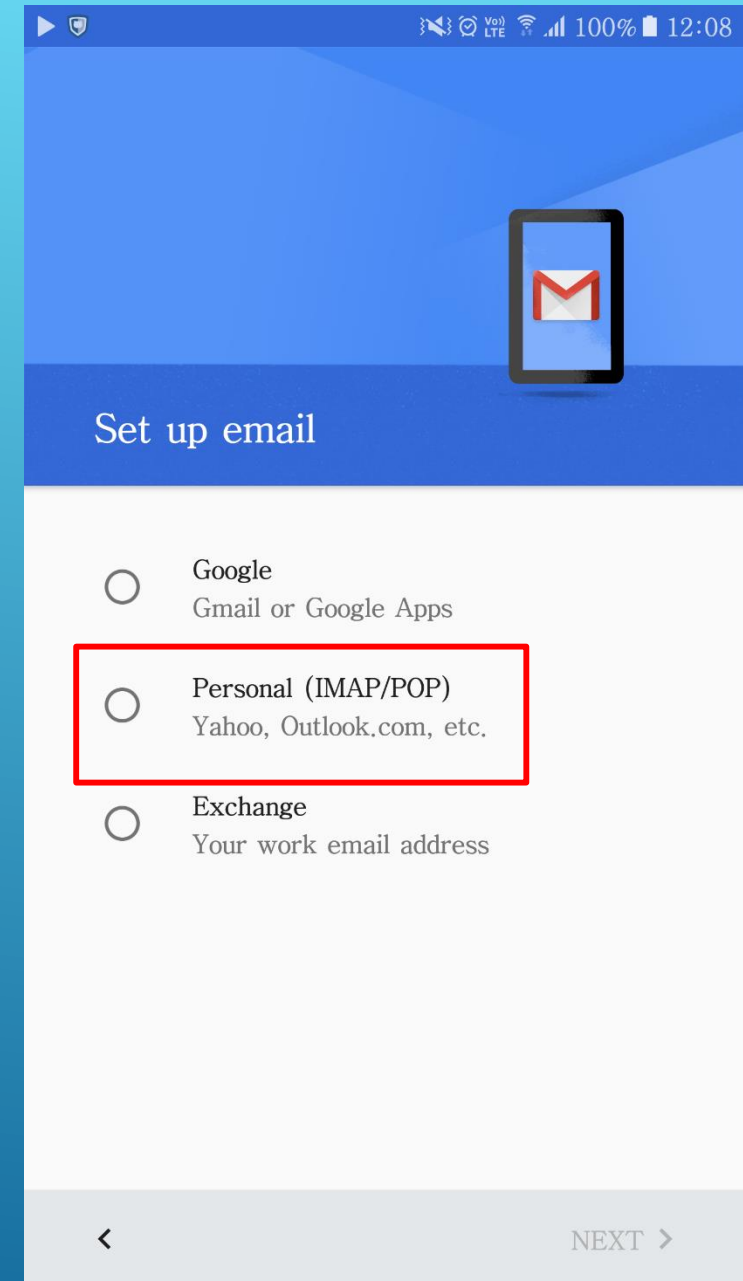 VoLTE 100% 12:08
Set up email
Google
Gmail or Google Apps
Personal (IMAP/POP)
Yahoo, Outlook.com, etc.
Exchange
Your work email address
NEXT